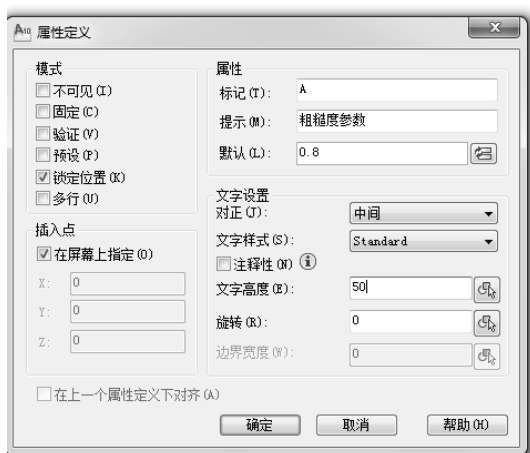 属性定义
模式
不可见(I)
固定(C)
验证(V)
预设(P)
锁定位置(K)
多行(U)
插入点
在屏幕上指定(O)
X: 0
Y: 0
Z: 0
属性
标记(T): A
提示(M): 粗糙度参数
默认(L): 0.8
文字设置
对正(J): 中间
文字样式(S): Standard
注释性(N)
文字高度(E): 50
旋转(R): 0
边界宽度(W): 0
在上一个属性定义下对齐(A)
确定 取消 帮助(H)